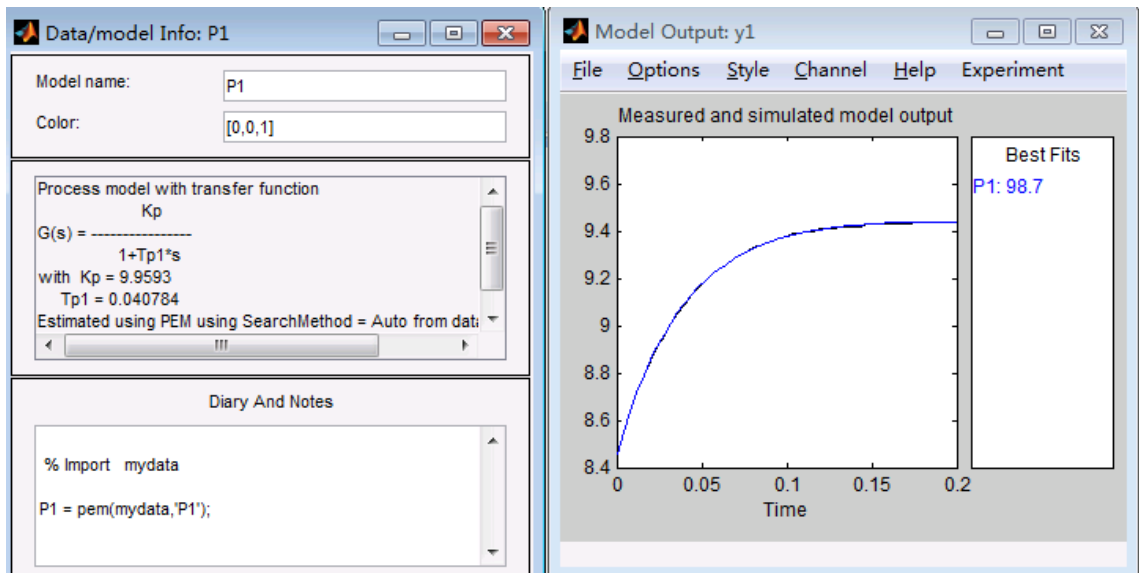 Data/model Info: P1
Model name:
P1
Color:
[0,0,1]
Process model with transfer function
Kp
G(s) = ----------------
1+Tp1*s
with Kp = 9.9593
Tp1 = 0.040784
Estimated using PEM using SearchMethod = Auto from data
Diary And Notes
% Import mydata
P1 = pem(mydata,'P1');
Model Output: y1
File Options Style Channel Help Experiment
Measured and simulated model output
9.8
9.6
9.4
9.2
9
8.8
8.6
8.4
0 0.05 0.1 0.15 0.2
Time
Best Fits
P1: 98.7